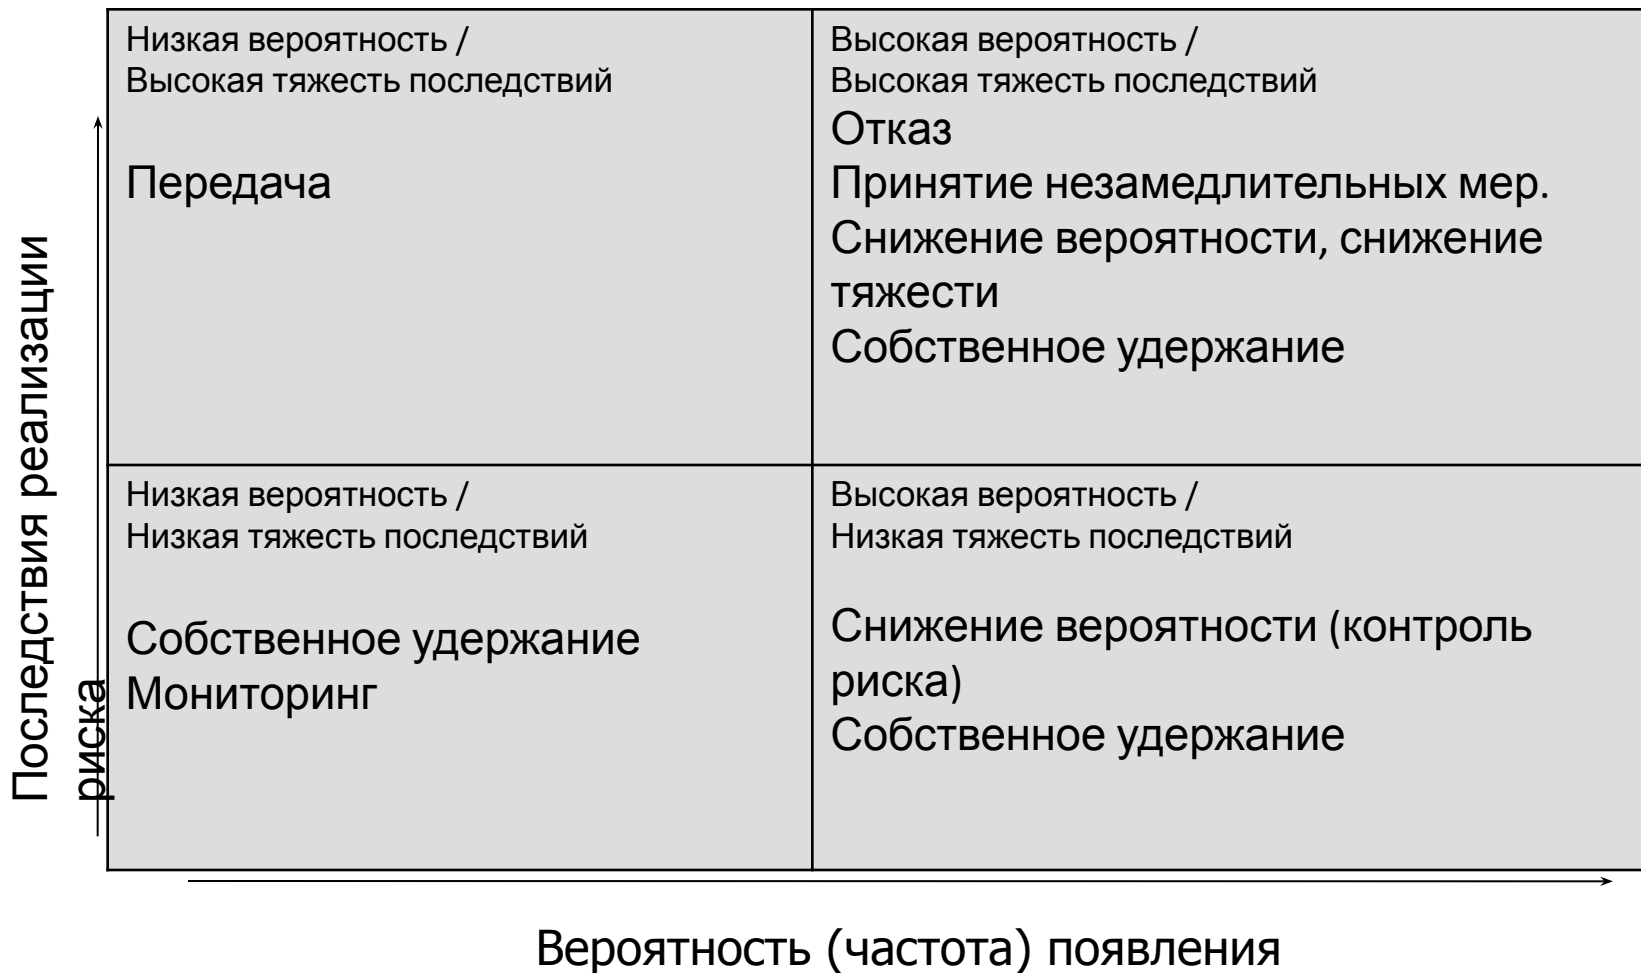 Низкая вероятность /
Высокая тяжесть последствий
Передача
Высокая вероятность /
Высокая тяжесть последствий
Отказ
Принятие незамедлительных мер.
Снижение вероятности, снижение
тяжести
Собственное удержание
Низкая вероятность /
Низкая тяжесть последствий
Собственное удержание
Мониторинг
Высокая вероятность /
Низкая тяжесть последствий
Снижение вероятности (контроль
риска)
Собственное удержание
Последствия реализации
риска
Вероятность (частота) появления